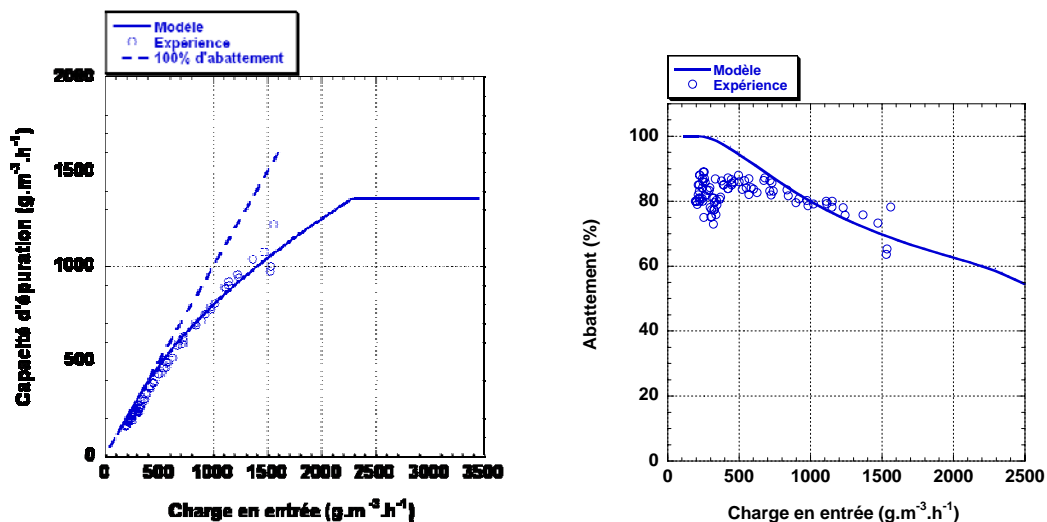 Modèle
Expérience
100% d'abattement
Capacité d'épuration (g.m⁻³.h⁻¹)
2000
1500
1000
500
0
0 500 1000 1500 2000 2500 3000 3500
Charge en entrée (g.m⁻³.h⁻¹)
Modèle
Expérience
Abattement (%)
100
80
60
40
20
0
0 500 1000 1500 2000 2500
Charge en entrée (g.m⁻³.h⁻¹)